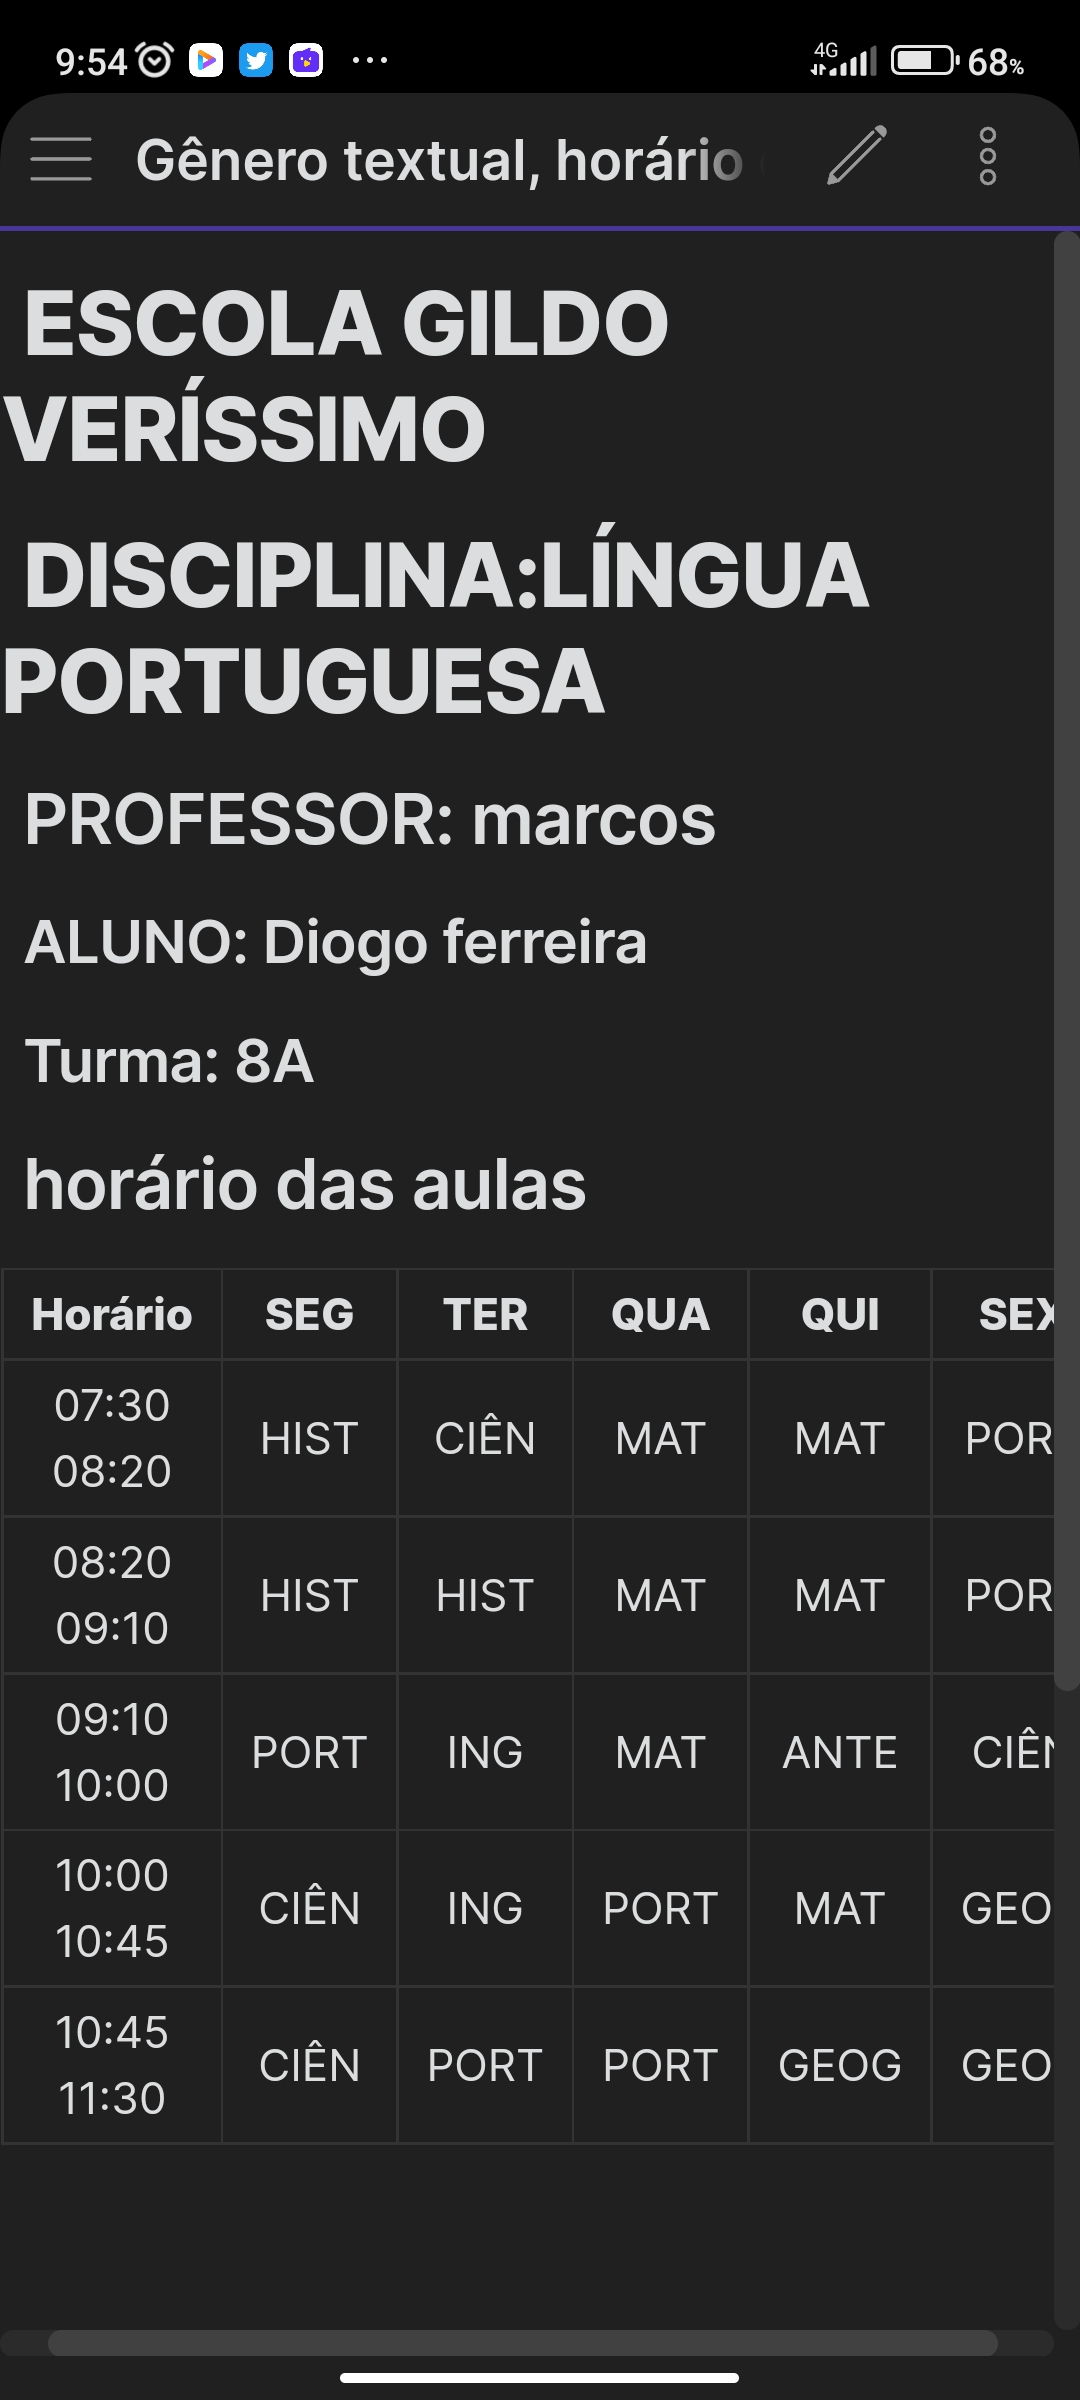 9:54 4G 68%
Gênero textual, horário
ESCOLA GILDO
VERÍSSIMO
DISCIPLINA:LÍNGUA
PORTUGUESA
PROFESSOR: marcos
ALUNO: Diogo ferreira
Turma: 8A
horário das aulas
Horário SEG TER QUA QUI SEX
07:30
08:20 HIST CIÊN MAT MAT POR
08:20
09:10 HIST HIST MAT MAT POR
09:10
10:00 PORT ING MAT ANTE CIÊN
10:00
10:45 CIÊN ING PORT MAT GEO
10:45
11:30 CIÊN PORT PORT GEOG GEO